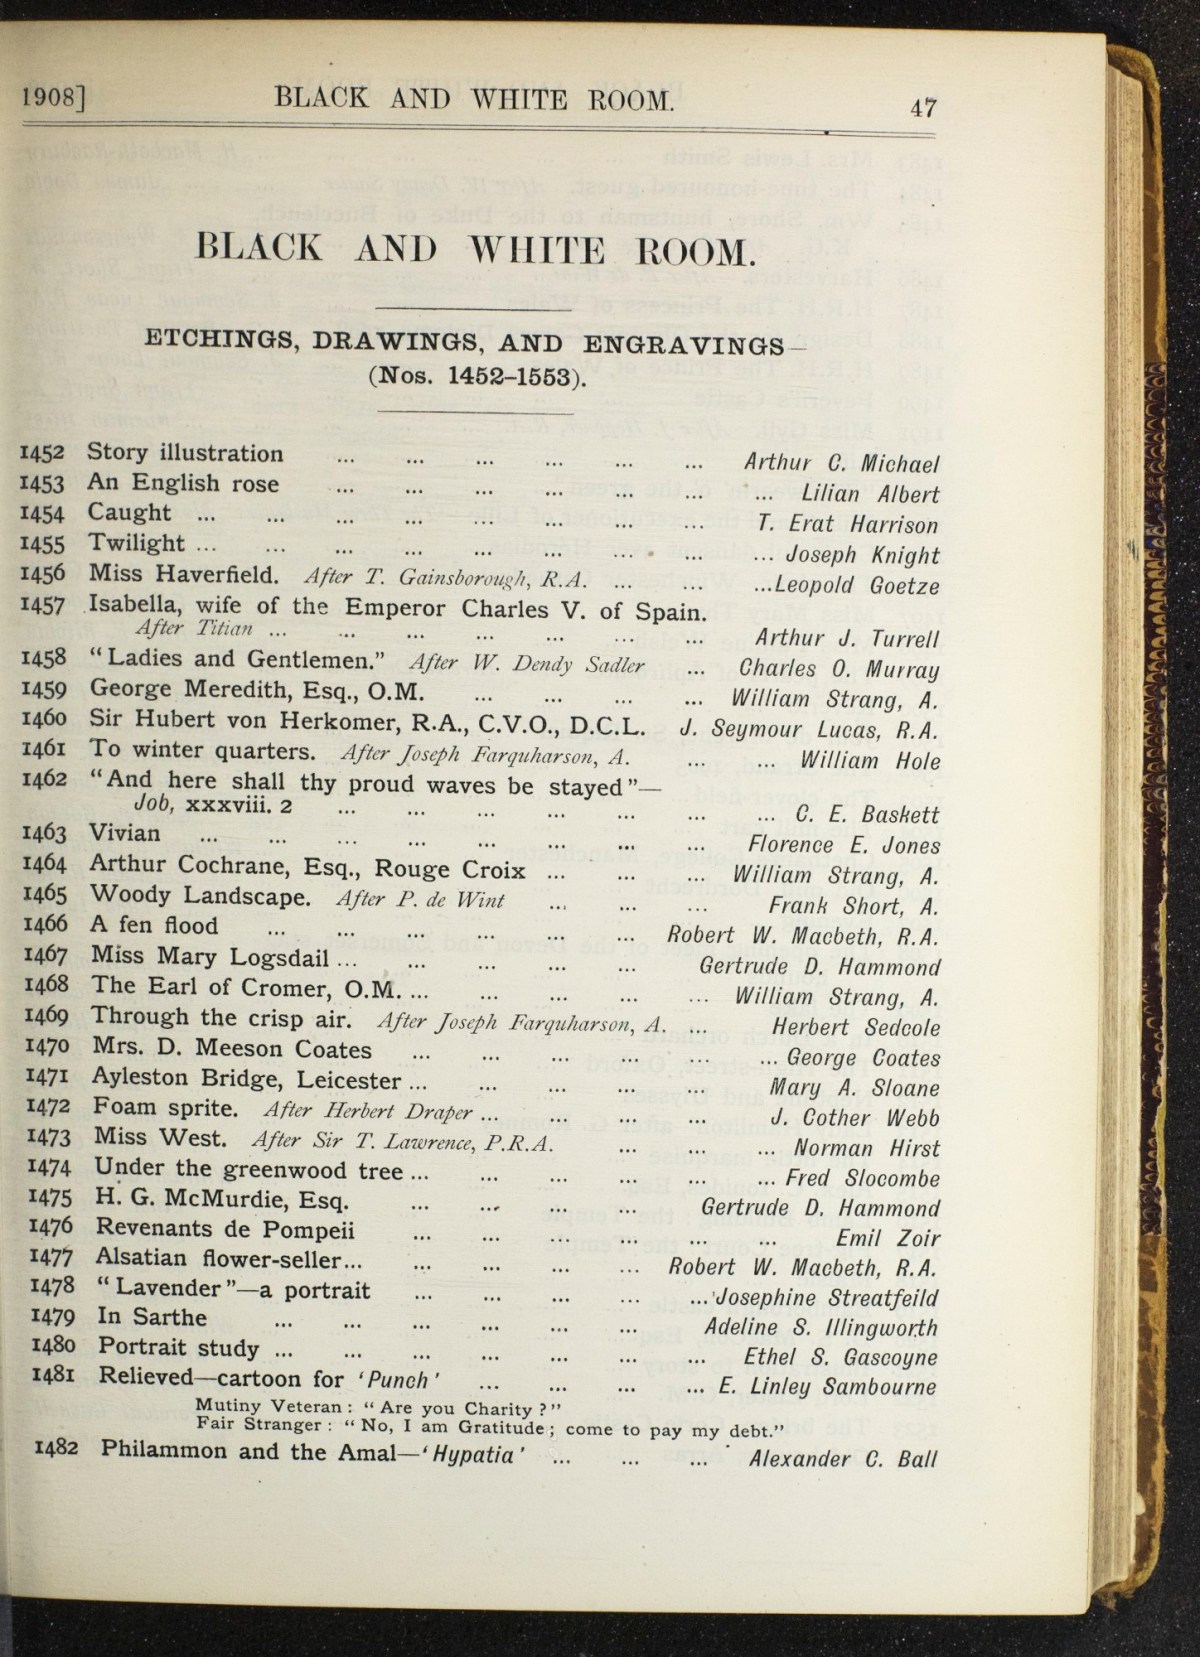 1908] BLACK AND WHITE ROOM. 47
BLACK AND WHITE ROOM.
ETCHINGS, DRAWINGS, AND ENGRAVINGS—
(Nos. 1452–1553).
1452 Story illustration ... ... ... ... ... ... Arthur C. Michael
1453 An English rose ... ... ... ... ... ... ... Lilian Albert
1454 Caught ... ... ... ... ... ... ... ... T. Erat Harrison
1455 Twilight ... ... ... ... ... ... ... ... ... Joseph Knight
1456 Miss Haverfield. After T. Gainsborough, R.A. ... ... ...Leopold Goetze
1457 Isabella, wife of the Emperor Charles V. of Spain.
After Titian ... ... ... ... ... ... ... Arthur J. Turrell
1458 “Ladies and Gentlemen.” After W. Dendy Sadler ... Charles O. Murray
1459 George Meredith, Esq., O.M. ... ... ... ... William Strang, A.
1460 Sir Hubert von Herkomer, R.A., C.V.O., D.C.L. J. Seymour Lucas, R.A.
1461 To winter quarters. After Joseph Farquharson, A. ... ... William Hole
1462 “And here shall thy proud waves be stayed”—
Job, xxxviii. 2 ... ... ... ... ... ... ... C. E. Baskett
1463 Vivian ... ... ... ... ... ... ... ... Florence E. Jones
1464 Arthur Cochrane, Esq., Rouge Croix ... ... ... William Strang, A.
1465 Woody Landscape. After P. de Wint ... ... ... Frank Short, A.
1466 A fen flood ... ... ... ... ... ... Robert W. Macbeth, R.A.
1467 Miss Mary Logsdail ... ... ... ... ... Gertrude D. Hammond
1468 The Earl of Cromer, O.M. ... ... ... ... ... William Strang, A.
1469 Through the crisp air. After Joseph Farquharson, A. ... Herbert Sedcole
1470 Mrs. D. Meeson Coates ... ... ... ... ... ... George Coates
1471 Ayleston Bridge, Leicester ... ... ... ... ... Mary A. Sloane
1472 Foam sprite. After Herbert Draper ... ... ... ... J. Cother Webb
1473 Miss West. After Sir T. Lawrence, P.R.A. ... ... ... Norman Hirst
1474 Under the greenwood tree ... ... ... ... ... ... Fred Slocombe
1475 H. G. McMurdie, Esq. ... ... ... ... Gertrude D. Hammond
1476 Revenants de Pompeii ... ... ... ... ... ... Emil Zoir
1477 Alsatian flower-seller... ... ... ... ... Robert W. Macbeth, R.A.
1478 “Lavender”—a portrait ... ... ... ... ...Josephine Streatfeild
1479 In Sarthe ... ... ... ... ... ... Adeline S. Illingworth
1480 Portrait study ... ... ... ... ... ... ... Ethel S. Gascoyne
1481 Relieved—cartoon for ‘Punch’ ... ... ... ... E. Linley Sambourne
Mutiny Veteran : “Are you Charity ?”
Fair Stranger : “No, I am Gratitude ; come to pay my debt.”
1482 Philammon and the Amal—‘Hypatia’ ... ... ... Alexander C. Ball